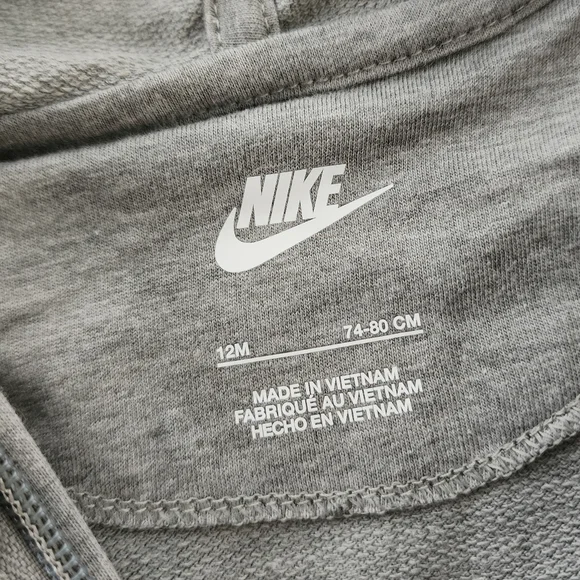 NIKE
12M 74-80 CM
MADE IN VIETNAM
FABRIQUÉ AU VIETNAM
HECHO EN VIETNAM